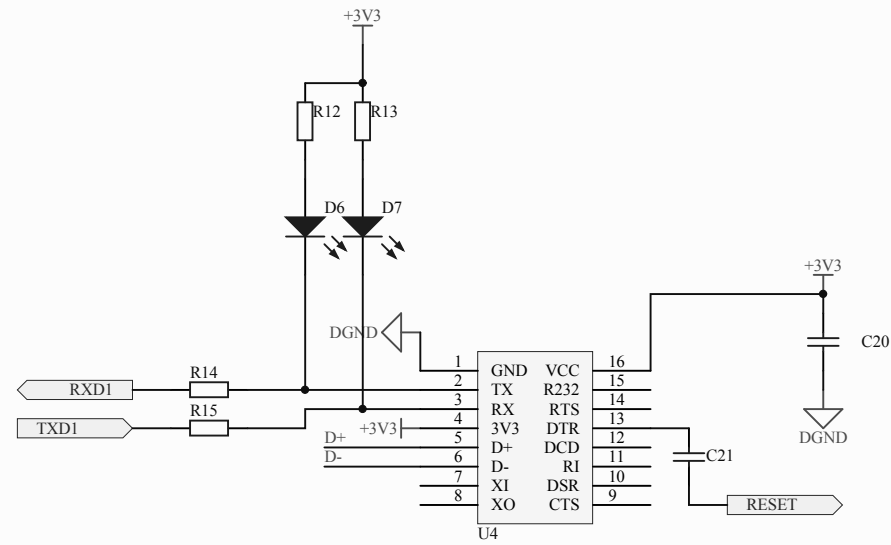 +3V3
R12 R13
D6 D7
+3V3
DGND
C20
1 GND VCC 16
R14
RXD1
2 TX R232 15
R15
3 RX RTS 14
TXD1
+3V3
4 3V3 DTR 13
DGND
D+
5 D+ DCD 12
C21
D-
6 D- RI 11
7 XI DSR 10
8 XO CTS 9
RESET
U4